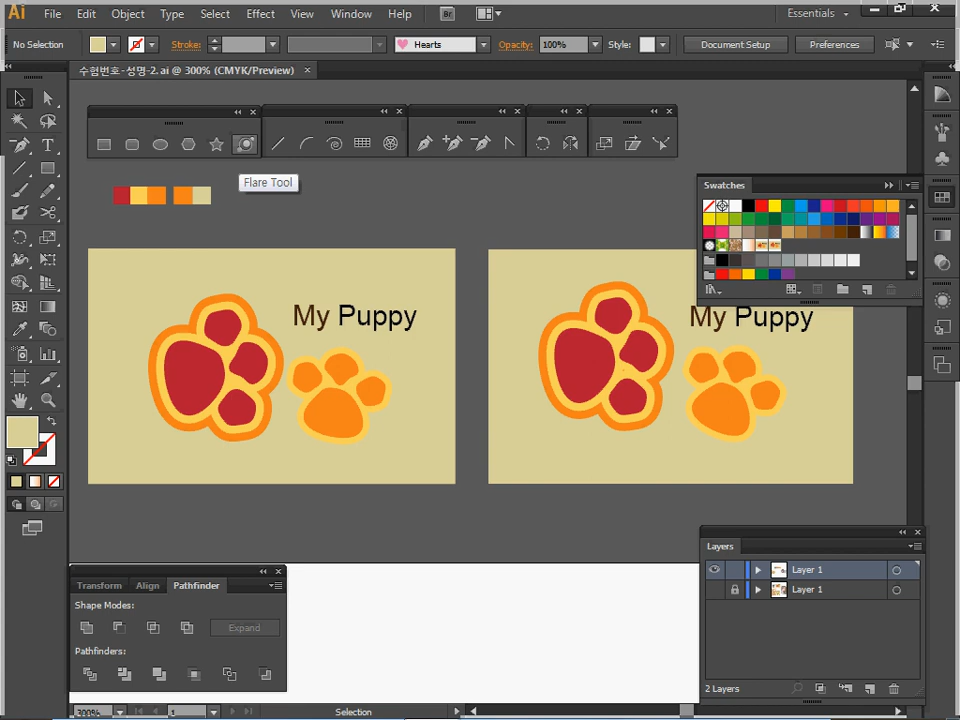 Ai File Edit Object Type Select Effect View Window Help Br Essentials
No Selection Stroke: Hearts Opacity: 100% Style: Document Setup Preferences
수험번호-성명-2.ai @ 300% (CMYK/Preview) ×
Flare Tool
Swatches
My Puppy
My Puppy
Layers
Layer 1
Layer 1
2 Layers
Transform Align Pathfinder
Shape Modes:
Expand
Pathfinders:
300% 1 Selection